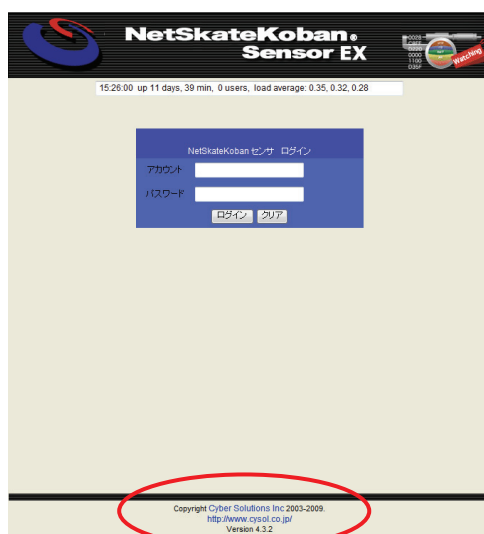 NetSkateKoban®
Sensor EX
Watching
15:26:00 up 11 days, 39 min, 0 users, load average: 0.35, 0.32, 0.28
NetSkateKoban センサ ログイン
アカウント
パスワード
ログイン クリア
Copyright Cyber Solutions Inc 2003-2009.
http://www.cysol.co.jp/
Version 4.3.2